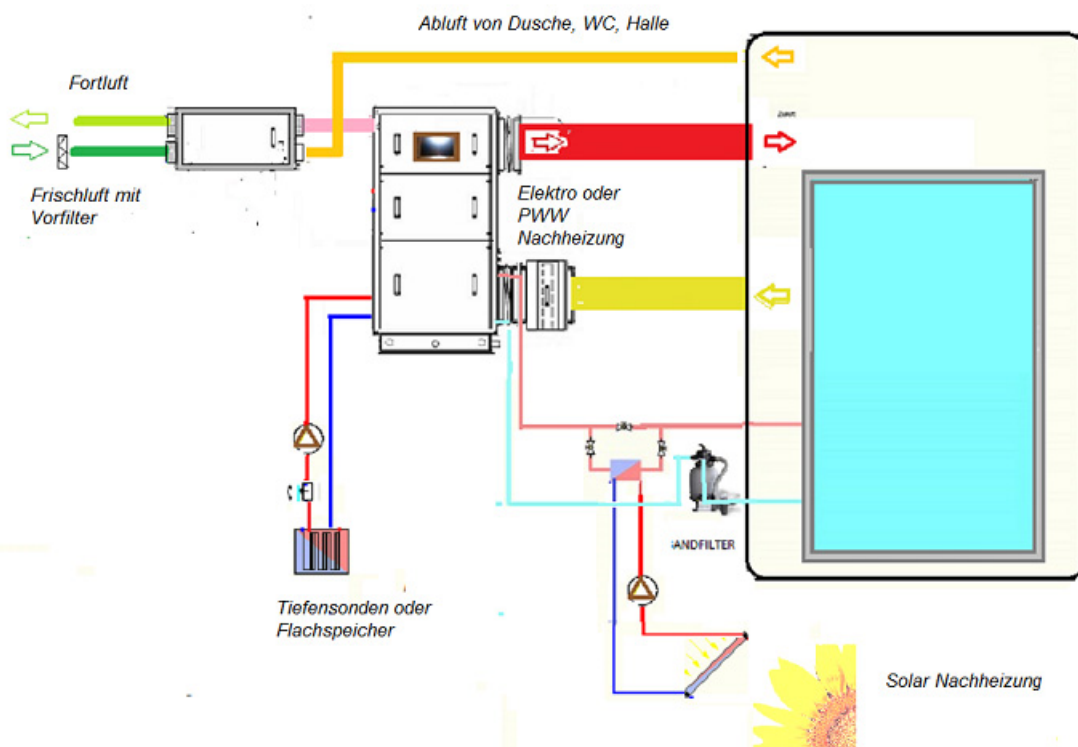 Abluft von Dusche, WC, Halle
Fortluft
Frischluft mit
Vorfilter
Elektro oder
PWW
Nachheizung
ANDFILTER
Tiefensonden oder
Flachspeicher
Solar Nachheizung